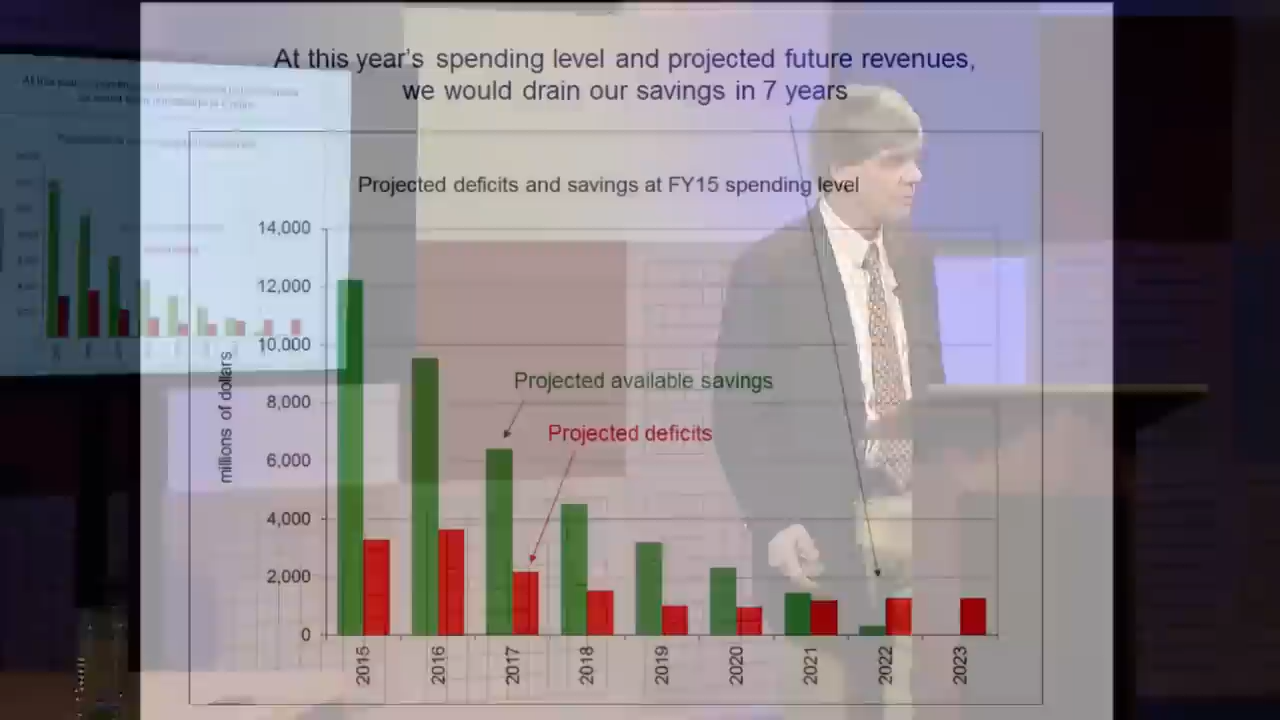 At this year's spending level and projected future revenues,
we would drain our savings in 7 years
Projected deficits and savings at FY15 spending level
14,000
12,000
10,000
8,000
6,000
4,000
2,000
0
millions of dollars
Projected available savings
Projected deficits
2015
2016
2017
2018
2019
2020
2021
2022
2023